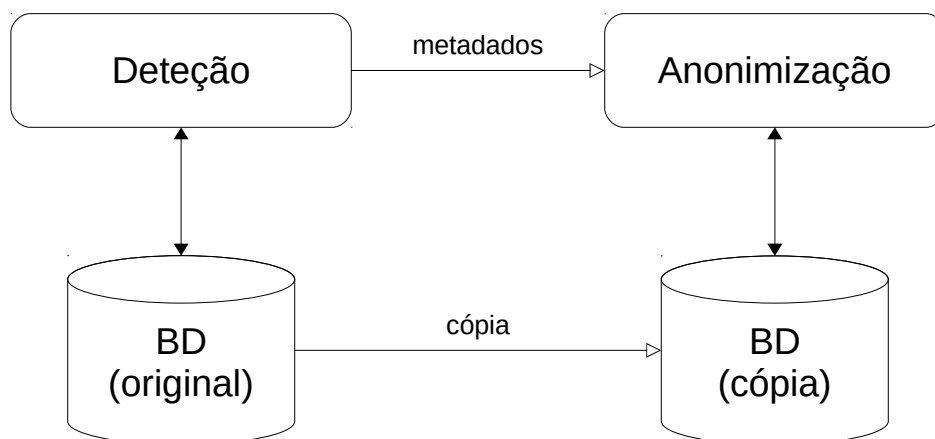 Deteção
metadados
Anonimização
BD
(original)
cópia
BD
(cópia)